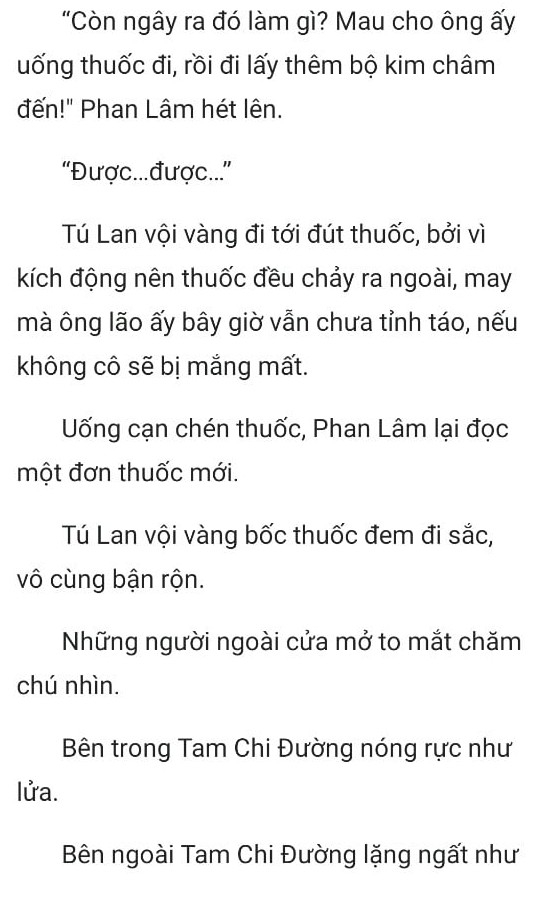 “Còn ngây ra đó làm gì? Mau cho ông ấy
uống thuốc đi, rồi đi lấy thêm bộ kim châm
đến!" Phan Lâm hét lên.
“Được...được...”
Tú Lan vội vàng đi tới đút thuốc, bởi vì
kích động nên thuốc đều chảy ra ngoài, may
mà ông lão ấy bây giờ vẫn chưa tỉnh táo, nếu
không cô sẽ bị mắng mất.
Uống cạn chén thuốc, Phan Lâm lại đọc
một đơn thuốc mới.
Tú Lan vội vàng bốc thuốc đem đi sắc,
vô cùng bận rộn.
Những người ngoài cửa mở to mắt chăm
chú nhìn.
Bên trong Tam Chi Đường nóng rực như
lửa.
Bên ngoài Tam Chi Đường lặng ngất như